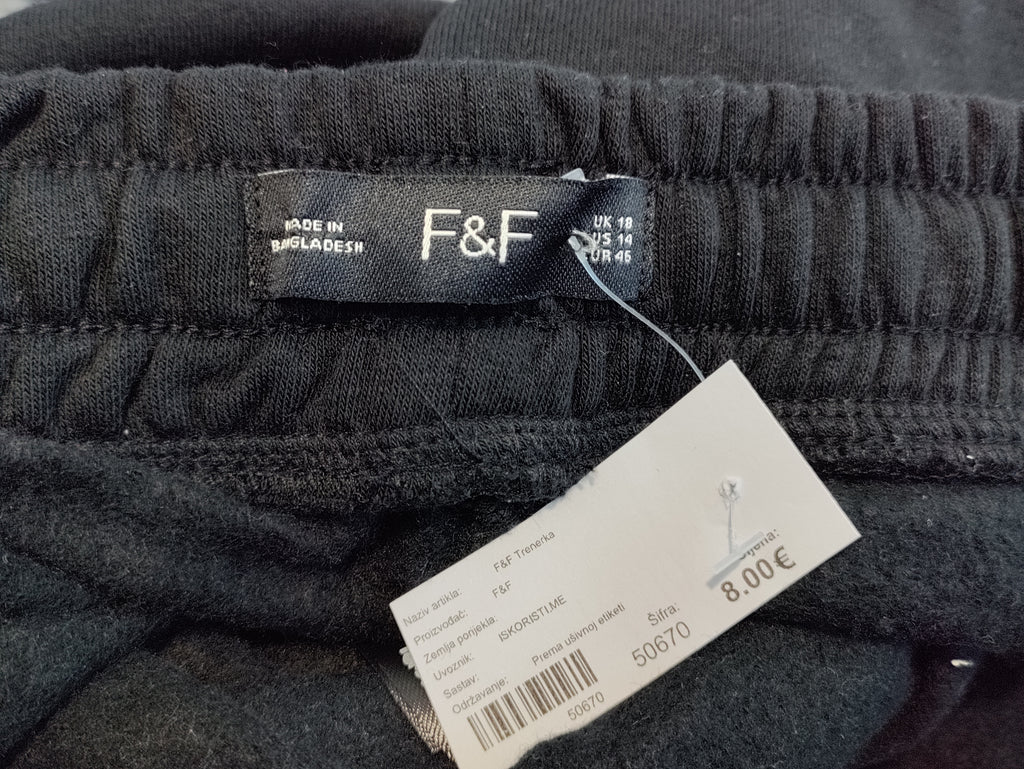 MADE IN
BANGLADESH
F&F
UK 18
US 14
EUR 46
Naziv artikla: F&F Trenerka
Proizvođač: F&F
Zemlja porijekla:
Uvoznik: ISKORISTI.ME
Sastav: Prema ušivnoj etiketi
Održavanje:
50670
Šifra:
50670
8.00€